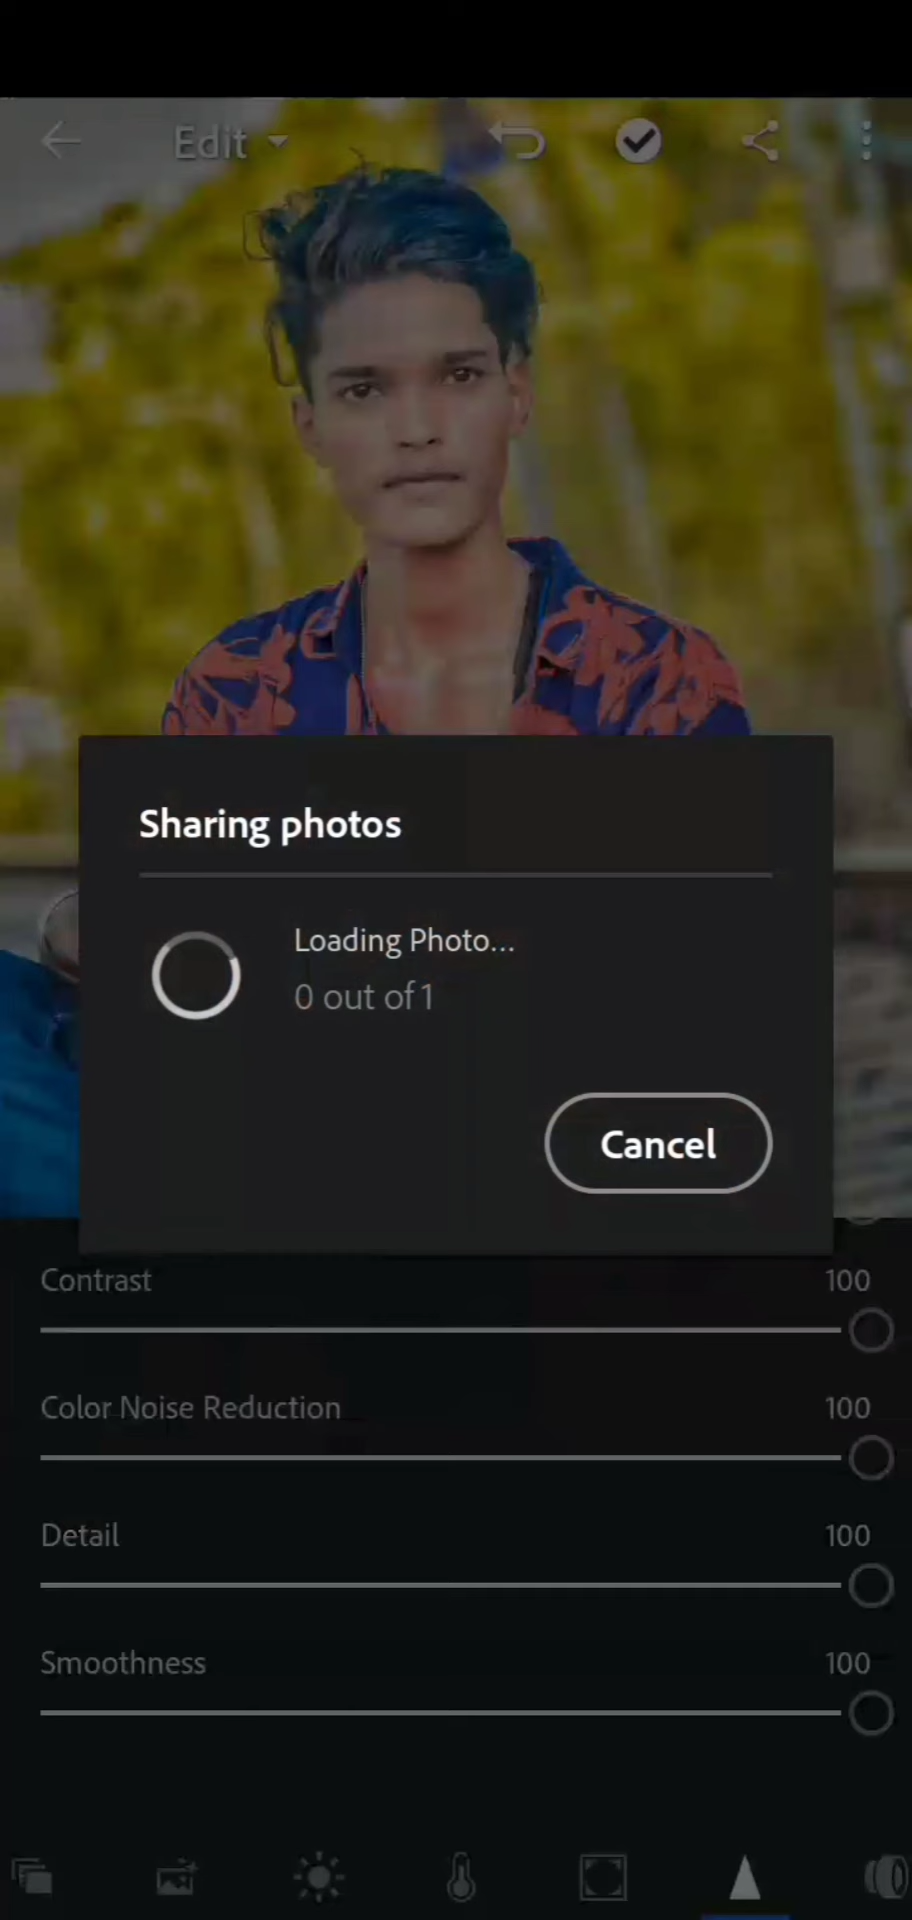 Edit
Sharing photos
Loading Photo...
0 out of 1
Cancel
Contrast 100
Color Noise Reduction 100
Detail 100
Smoothness 100